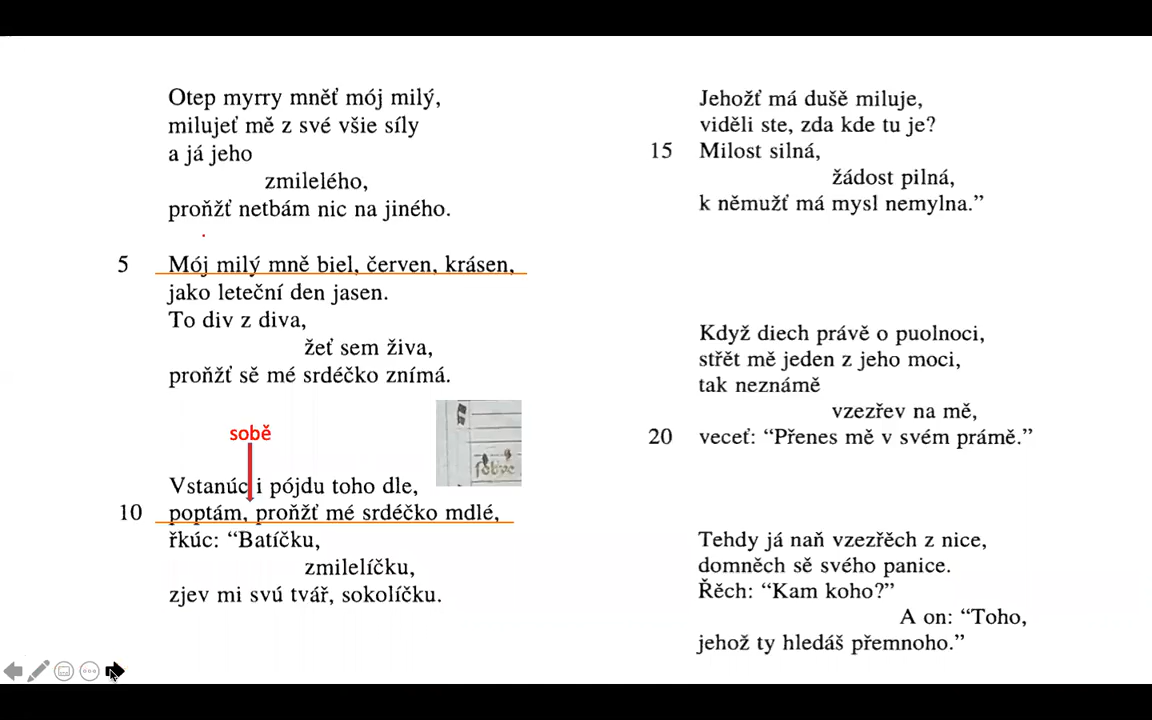 Otep myrry mněť mój milý,
milujeť mě z své všie síly
a já jeho
zmilelého,
proňžť netbám nic na jiného.
5 Mój milý mně biel, červen, krásen,
jako leteční den jasen.
To div z diva,
žeť sem živa,
proňžť sě mé srdéčko znímá.
sobě
Vstanúc i pójdu toho dle,
10 poptám, proňžť mé srdéčko mdlé,
řkúc: “Batíčku,
zmilelíčku,
zjev mi svú tvář, sokolíčku.
Jehožť má dušě miluje,
viděli ste, zda kde tu je?
15 Milost silná,
žádost pilná,
k němužť má mysl nemylna.”
Když diech právě o puolnoci,
střět mě jeden z jeho moci,
tak neznámě
vzezřev na mě,
20 veceť: “Přenes mě v svém prámě.”
Tehdy já naň vzezřěch z nice,
domněch sě svého panice.
Řěch: “Kam koho?”
A on: “Toho,
jehož ty hledáš přemnoho.”